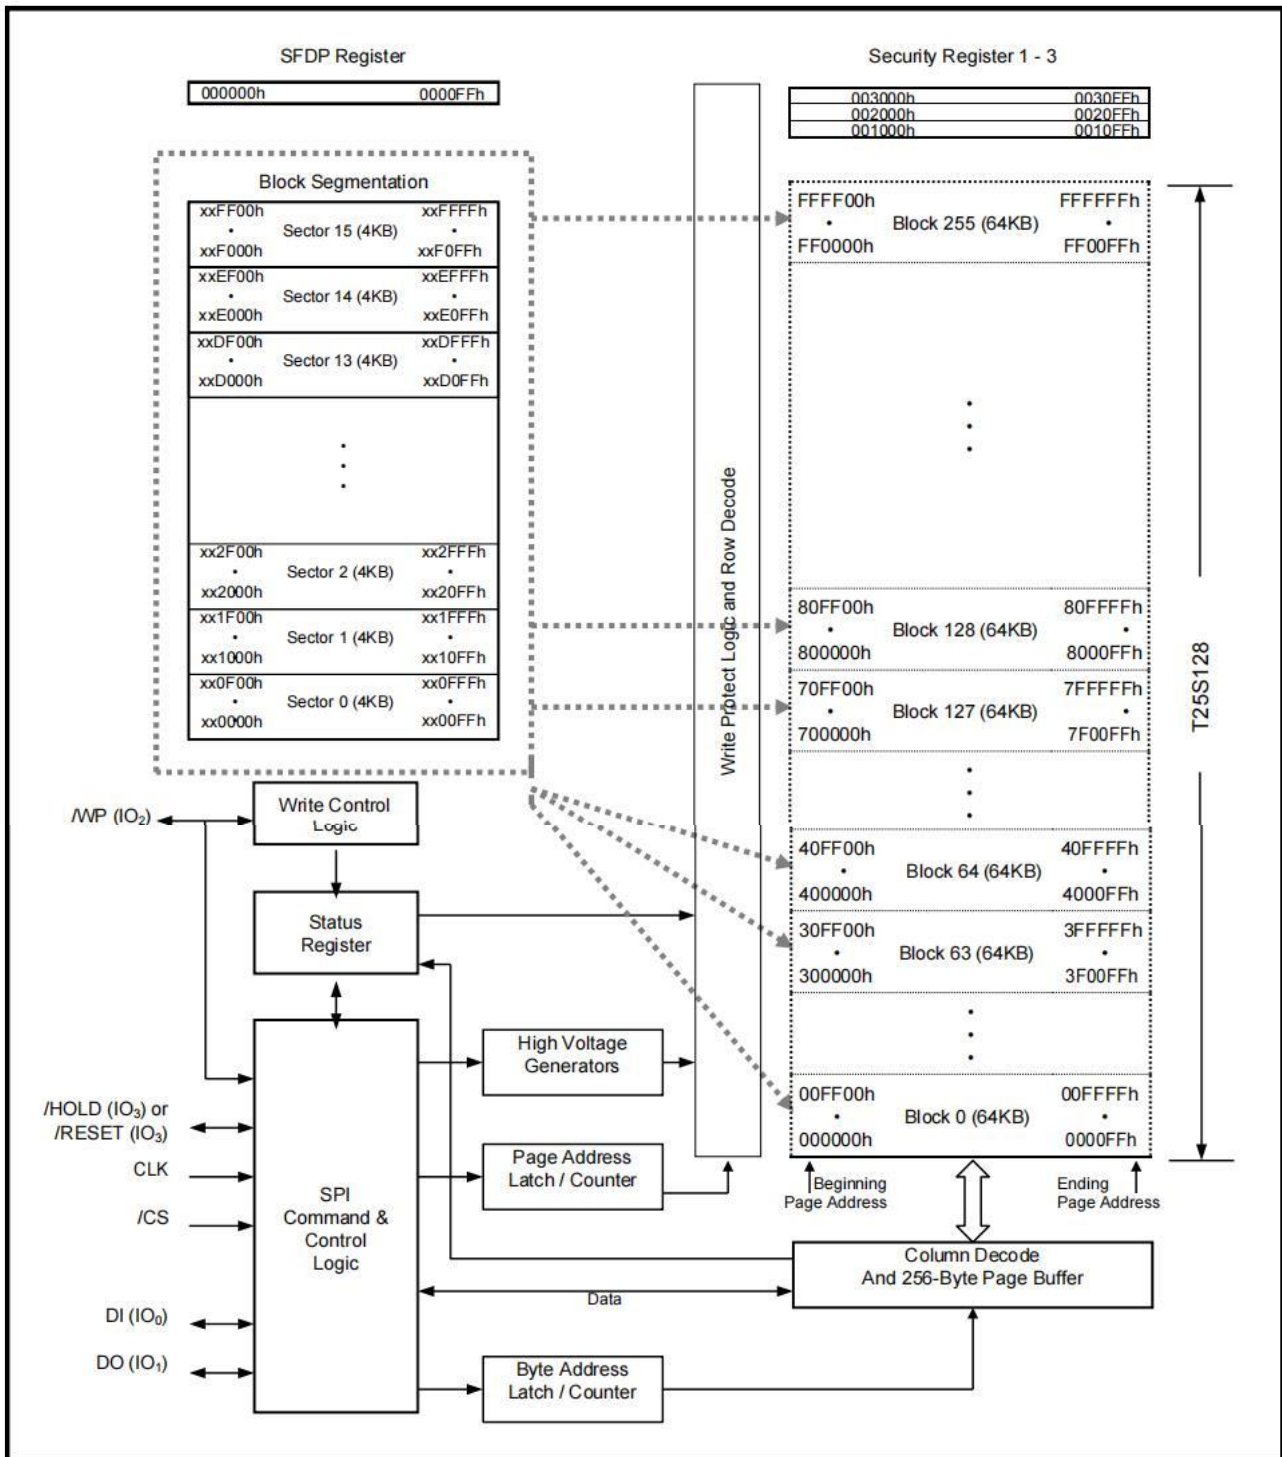 SFDP Register
000000h 0000FFh
Security Register 1 - 3
003000h 0030FFh
002000h 0020FFh
001000h 0010FFh
Block Segmentation
xxFF00h xxFFFFh
Sector 15 (4KB)
xxF000h xxF0FFh
xxEF00h xxEFFFh
Sector 14 (4KB)
xxE000h xxE0FFh
xxDF00h xxDFFFh
Sector 13 (4KB)
xxD000h xxD0FFh
xx2F00h xx2FFFh
Sector 2 (4KB)
xx2000h xx20FFh
xx1F00h xx1FFFh
Sector 1 (4KB)
xx1000h xx10FFh
xx0F00h xx0FFFh
Sector 0 (4KB)
xx0000h xx00FFh
Write Protect Logic and Row Decode
FFFF00h FFFFFFh
Block 255 (64KB)
FF0000h FF00FFh
80FF00h 80FFFFh
Block 128 (64KB)
800000h 8000FFh
70FF00h 7FFFFFh
Block 127 (64KB)
700000h 7F00FFh
40FF00h 40FFFFh
Block 64 (64KB)
400000h 4000FFh
30FF00h 3FFFFFh
Block 63 (64KB)
300000h 3F00FFh
00FF00h 00FFFFh
Block 0 (64KB)
000000h 0000FFh
T25S128
Beginning
Page Address
Ending
Page Address
/WP (IO₂)
Write Control
Logic
Status
Register
High Voltage
Generators
/HOLD (IO₃) or
/RESET (IO₃)
CLK
/CS
Page Address
Latch / Counter
SPI
Command &
Control
Logic
Column Decode
And 256-Byte Page Buffer
Data
DI (IO₀)
DO (IO₁)
Byte Address
Latch / Counter